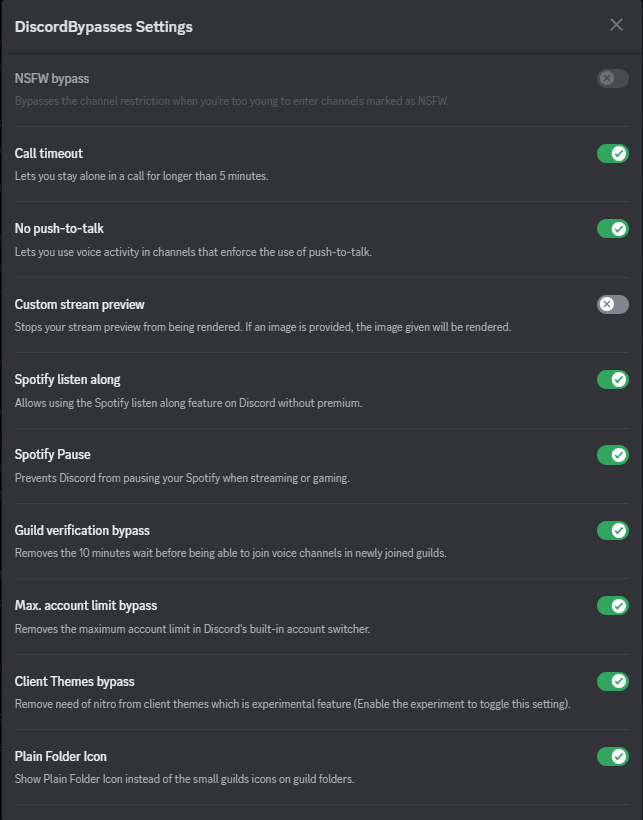 DiscordBypasses Settings
NSFW bypass
Bypasses the channel restriction when you're too young to enter channels marked as NSFW.
Call timeout
Lets you stay alone in a call for longer than 5 minutes.
No push-to-talk
Lets you use voice activity in channels that enforce the use of push-to-talk.
Custom stream preview
Stops your stream preview from being rendered. If an image is provided, the image given will be rendered.
Spotify listen along
Allows using the Spotify listen along feature on Discord without premium.
Spotify Pause
Prevents Discord from pausing your Spotify when streaming or gaming.
Guild verification bypass
Removes the 10 minutes wait before being able to join voice channels in newly joined guilds.
Max. account limit bypass
Removes the maximum account limit in Discord's built-in account switcher.
Client Themes bypass
Remove need of nitro from client themes which is experimental feature (Enable the experiment to toggle this setting).
Plain Folder Icon
Show Plain Folder Icon instead of the small guilds icons on guild folders.